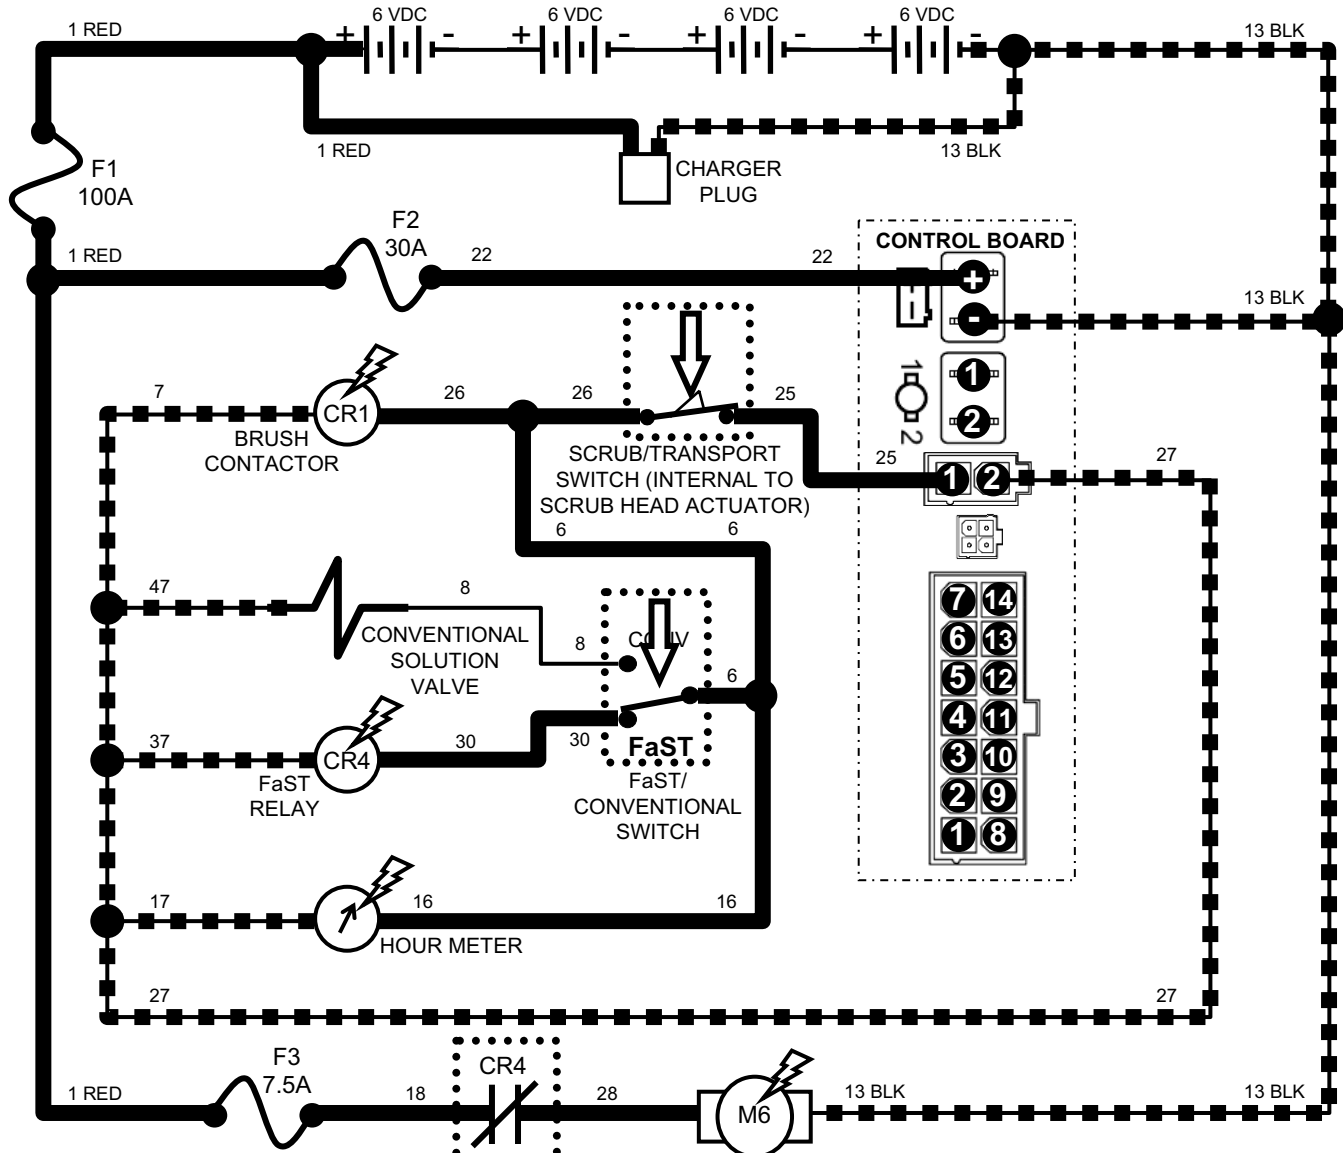 6 VDC 6 VDC 6 VDC 6 VDC
1 RED + - + - + - + - 13 BLK
1 RED 13 BLK
CHARGER
PLUG
F1
100A
F2
30A
1 RED 22 22
CONTROL BOARD
+
-
13 BLK
1
2
1
2
7 CR1 26 26 25
BRUSH
CONTACTOR
SCRUB/TRANSPORT
SWITCH (INTERNAL TO
SCRUB HEAD ACTUATOR)
25 1 2 27
6 6
47 8
CONVENTIONAL
SOLUTION
VALVE
8 CONV
6
37 CR4 30 30
FaST
RELAY
FaST
FaST/
CONVENTIONAL
SWITCH
7 14
6 13
5 12
4 11
3 10
2 9
1 8
17 16 16
HOUR METER
27 27
F3
7.5A
1 RED 18 CR4 28 M6 13 BLK 13 BLK